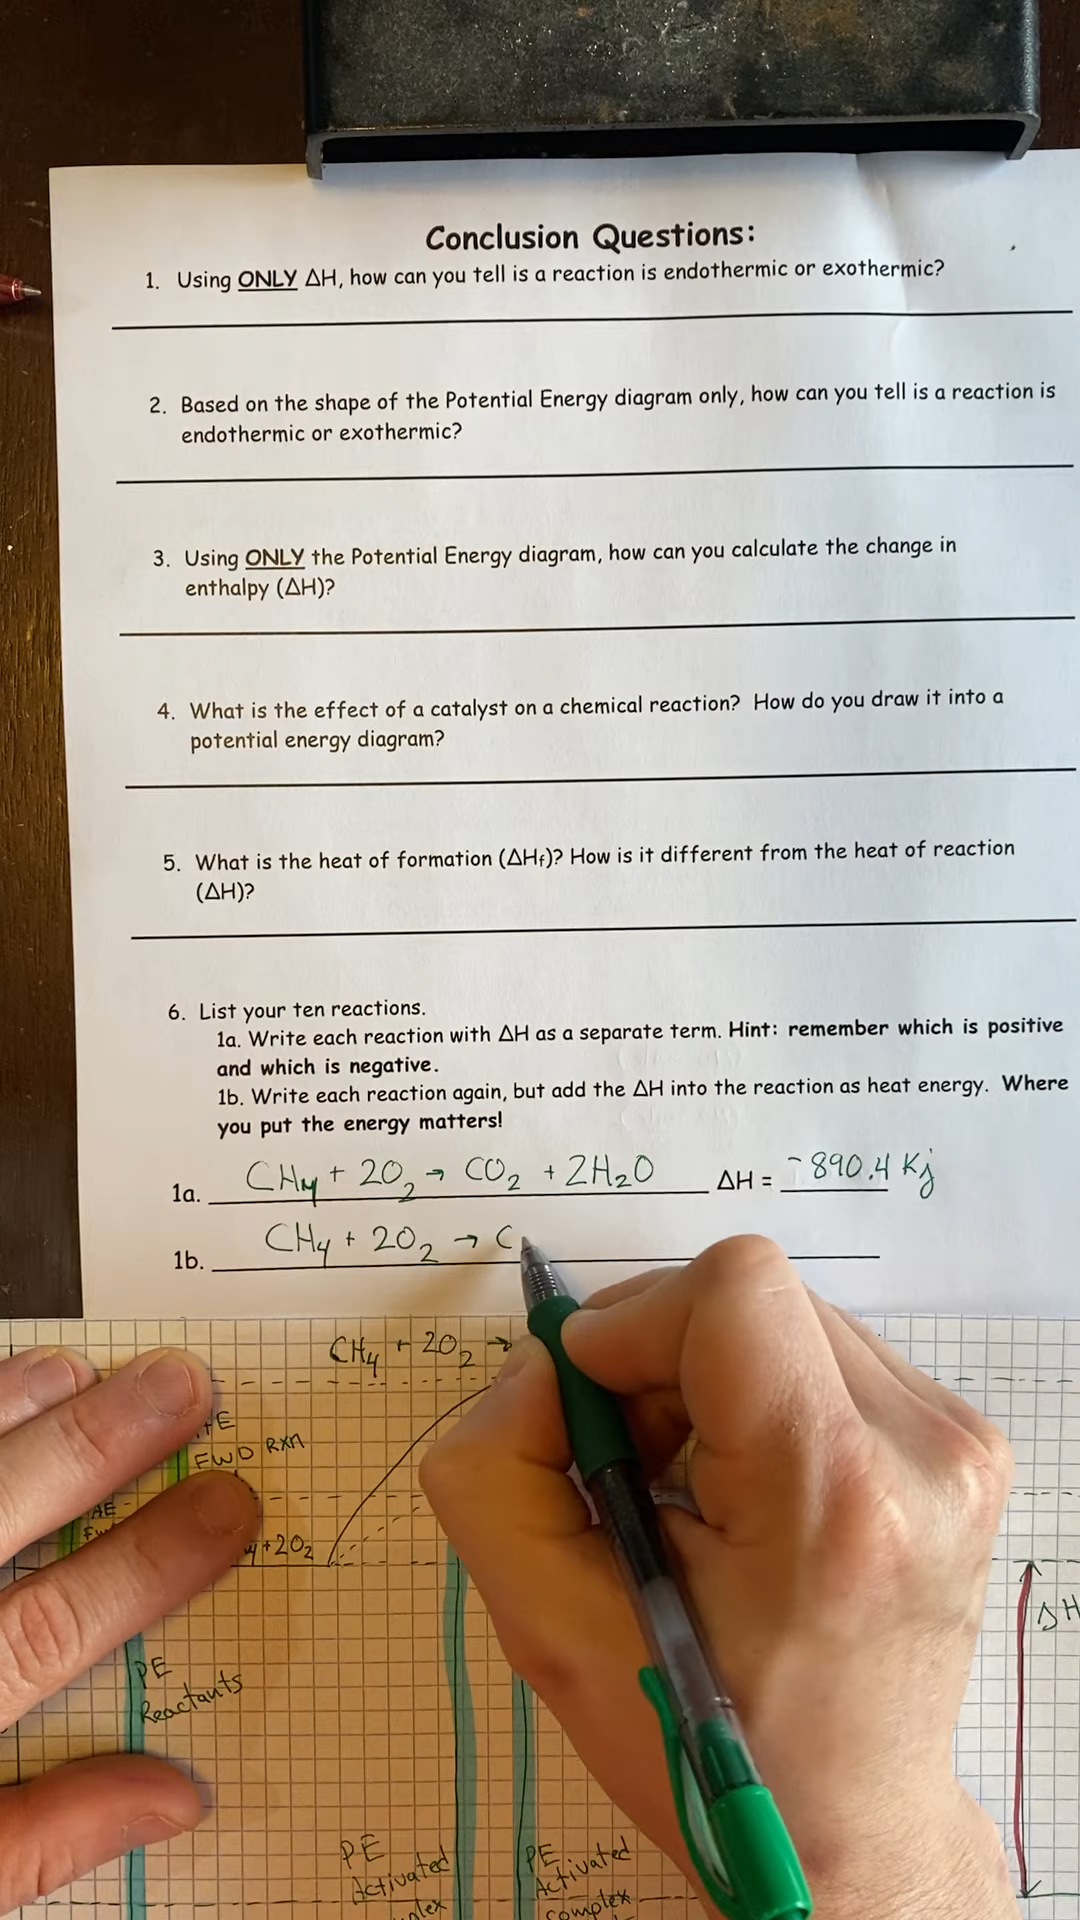 Conclusion Questions:
1. Using ONLY ΔH, how can you tell is a reaction is endothermic or exothermic?
2. Based on the shape of the Potential Energy diagram only, how can you tell is a reaction is
endothermic or exothermic?
3. Using ONLY the Potential Energy diagram, how can you calculate the change in
enthalpy (ΔH)?
4. What is the effect of a catalyst on a chemical reaction? How do you draw it into a
potential energy diagram?
5. What is the heat of formation (ΔHf)? How is it different from the heat of reaction
(ΔH)?
6. List your ten reactions.
1a. Write each reaction with ΔH as a separate term. Hint: remember which is positive
and which is negative.
1b. Write each reaction again, but add the ΔH into the reaction as heat energy. Where
you put the energy matters!
1a. CH₄ + 2O₂ → CO₂ + 2H₂O ΔH = -890.4 Kj
1b. CH₄ + 2O₂ → C
CH₄ + 2O₂ →
FWD RXN
AE
+2O₂
ΔH
PE
Reactants
PE
Activated
PE
Activated
complex